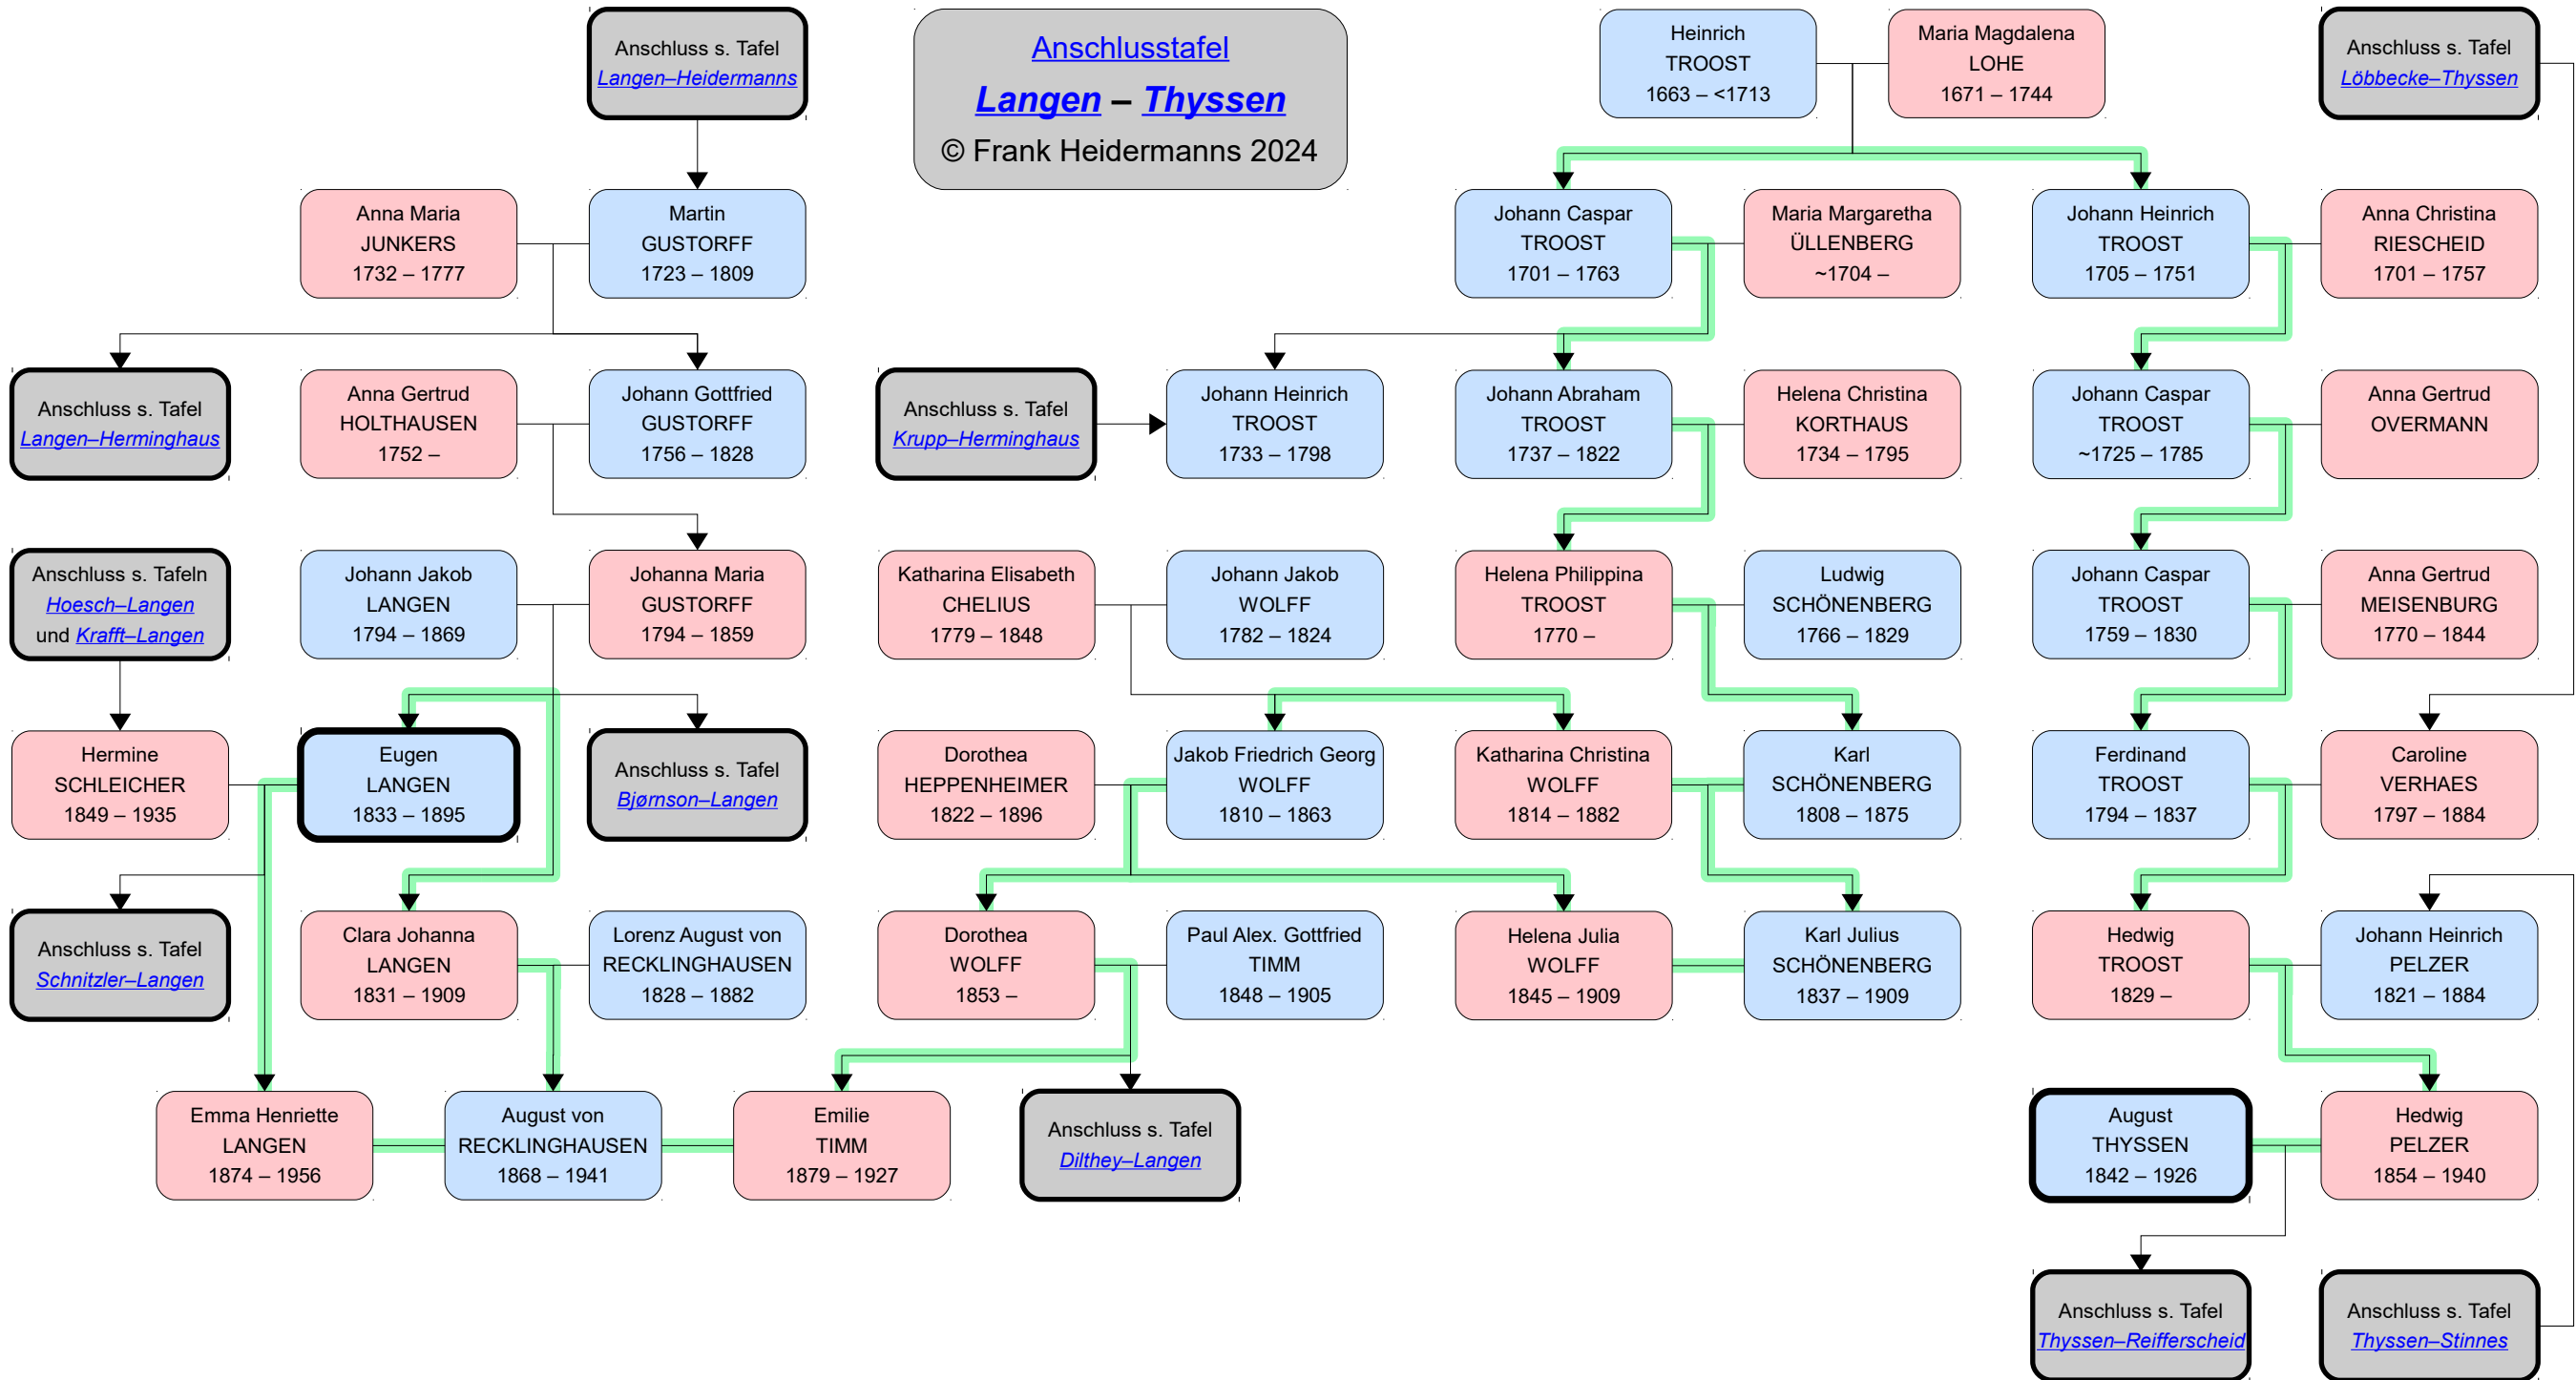 Anschluss s. Tafel
Langen–Heidermanns
Anschlusstafel
Langen – Thyssen
© Frank Heidermanns 2024
Heinrich
TROOST
1663 – <1713
Maria Magdalena
LOHE
1671 – 1744
Anschluss s. Tafel
Löbbecke–Thyssen
Anna Maria
JUNKERS
1732 – 1777
Martin
GUSTORFF
1723 – 1809
Johann Caspar
TROOST
1701 – 1763
Maria Margaretha
ÜLLENBERG
~1704 –
Johann Heinrich
TROOST
1705 – 1751
Anna Christina
RIESCHEID
1701 – 1757
Anschluss s. Tafel
Langen–Herminghaus
Anna Gertrud
HOLTHAUSEN
1752 –
Johann Gottfried
GUSTORFF
1756 – 1828
Anschluss s. Tafel
Krupp–Herminghaus
Johann Heinrich
TROOST
1733 – 1798
Johann Abraham
TROOST
1737 – 1822
Helena Christina
KORTHAUS
1734 – 1795
Johann Caspar
TROOST
~1725 – 1785
Anna Gertrud
OVERMANN
Anschluss s. Tafeln
Hoesch–Langen
und Krafft–Langen
Johann Jakob
LANGEN
1794 – 1869
Johanna Maria
GUSTORFF
1794 – 1859
Katharina Elisabeth
CHELIUS
1779 – 1848
Johann Jakob
WOLFF
1782 – 1824
Helena Philippina
TROOST
1770 –
Ludwig
SCHÖNENBERG
1766 – 1829
Johann Caspar
TROOST
1759 – 1830
Anna Gertrud
MEISENBURG
1770 – 1844
Hermine
SCHLEICHER
1849 – 1935
Eugen
LANGEN
1833 – 1895
Anschluss s. Tafel
Bjørnson–Langen
Dorothea
HEPPENHEIMER
1822 – 1896
Jakob Friedrich Georg
WOLFF
1810 – 1863
Katharina Christina
WOLFF
1814 – 1882
Karl
SCHÖNENBERG
1808 – 1875
Ferdinand
TROOST
1794 – 1837
Caroline
VERHAES
1797 – 1884
Anschluss s. Tafel
Schnitzler–Langen
Clara Johanna
LANGEN
1831 – 1909
Lorenz August von
RECKLINGHAUSEN
1828 – 1882
Dorothea
WOLFF
1853 –
Paul Alex. Gottfried
TIMM
1848 – 1905
Helena Julia
WOLFF
1845 – 1909
Karl Julius
SCHÖNENBERG
1837 – 1909
Hedwig
TROOST
1829 –
Johann Heinrich
PELZER
1821 – 1884
Emma Henriette
LANGEN
1874 – 1956
August von
RECKLINGHAUSEN
1868 – 1941
Emilie
TIMM
1879 – 1927
Anschluss s. Tafel
Dilthey–Langen
August
THYSSEN
1842 – 1926
Hedwig
PELZER
1854 – 1940
Anschluss s. Tafel
Thyssen–Reifferscheid
Anschluss s. Tafel
Thyssen–Stinnes